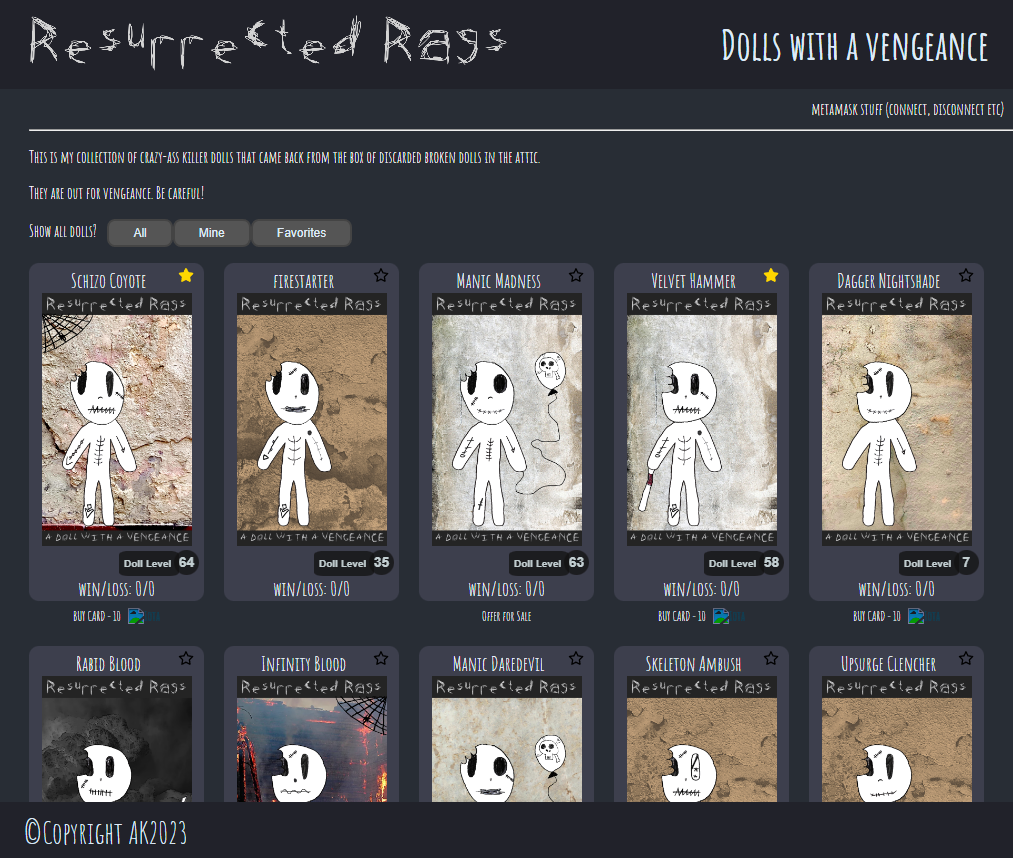 Resurrected Rags
Dolls with a vengeance
metamask stuff (connect, disconnect etc)
This is my collection of crazy-ass killer dolls that came back from the box of discarded broken dolls in the attic.
They are out for vengeance. Be careful!
Show all dolls? All Mine Favorites
Schizo Coyote
Resurrected Rags
A DOLL WITH A VENGEANCE
Doll Level 64
win/loss: 0/0
BUY CARD - 10
firestarter
Resurrected Rags
A DOLL WITH A VENGEANCE
Doll Level 35
win/loss: 0/0
Manic Madness
Resurrected Rags
A DOLL WITH A VENGEANCE
Doll Level 63
win/loss: 0/0
Offer for Sale
Velvet Hammer
Resurrected Rags
A DOLL WITH A VENGEANCE
Doll Level 58
win/loss: 0/0
BUY CARD - 10
Dagger Nightshade
Resurrected Rags
A DOLL WITH A VENGEANCE
Doll Level 7
win/loss: 0/0
BUY CARD - 10
Rabid Blood
Resurrected Rags
Infinity Blood
Resurrected Rags
Manic Daredevil
Resurrected Rags
Skeleton Ambush
Resurrected Rags
Upsurge Clencher
Resurrected Rags
©Copyright AK2023